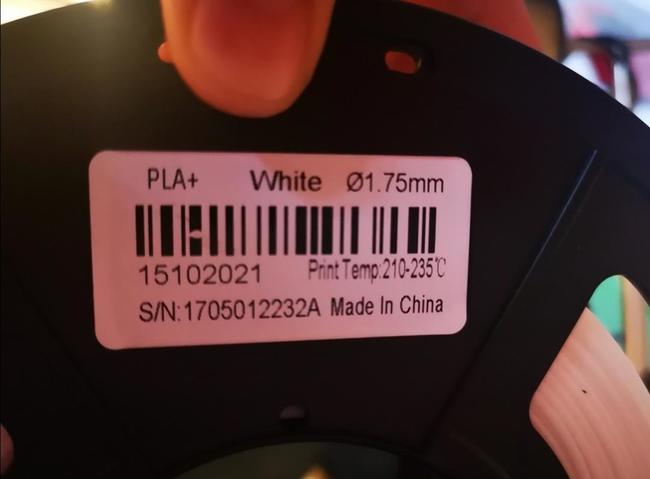 PLA+ White Ø1.75mm
15102021 Print Temp:210-235℃
S/N:1705012232A Made In China